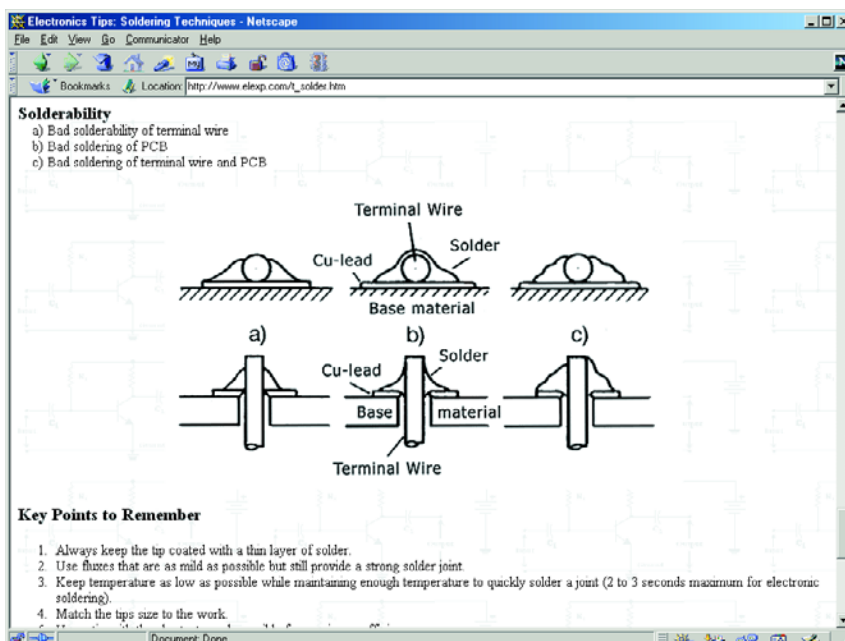 Electronics Tips: Soldering Techniques - Netscape
File Edit View Go Communicator Help
Bookmarks Location: http://www.elexp.com/t_solder.htm
Solderability
a) Bad solderability of terminal wire
b) Bad soldering of PCB
c) Bad soldering of terminal wire and PCB
Terminal Wire
Cu-lead
Solder
Base material
a)
b)
c)
Cu-lead
Solder
Base material
Terminal Wire
Key Points to Remember
1. Always keep the tip coated with a thin layer of solder.
2. Use fluxes that are as mild as possible but still provide a strong solder joint.
3. Keep temperature as low as possible while maintaining enough temperature to quickly solder a joint (2 to 3 seconds maximum for electronic
soldering).
4. Match the tips size to the work.
Document: Done